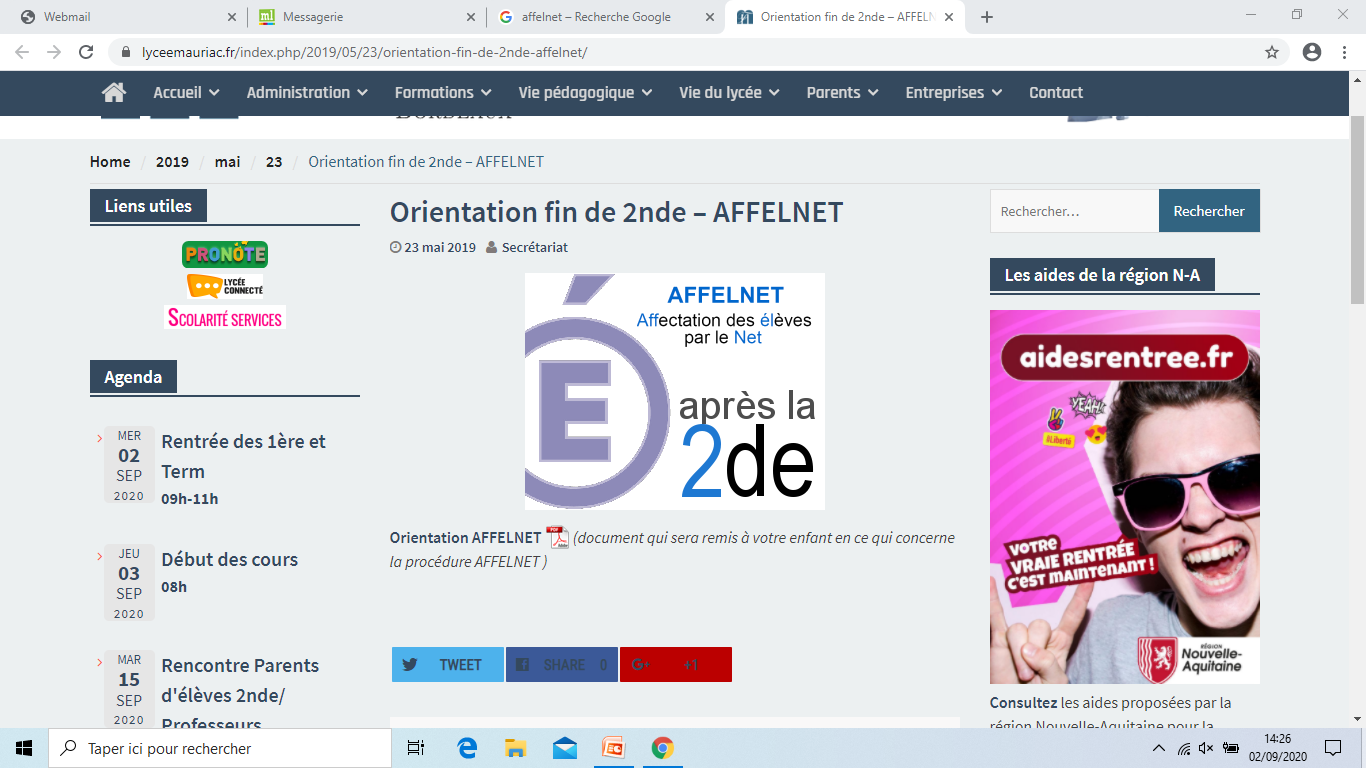 Webmail
Messagerie
affelnet – Recherche Google
Orientation fin de 2nde – AFFELN
lyceemauriac.fr/index.php/2019/05/23/orientation-fin-de-2nde-affelnet/
Accueil
Administration
Formations
Vie pédagogique
Vie du lycée
Parents
Entreprises
Contact
BORDEAUX
Home / 2019 / mai / 23 / Orientation fin de 2nde – AFFELNET
Liens utiles
PRONOTE
LYCÉE
CONNECTÉ
SCOLARITÉ SERVICES
Agenda
MER
02
SEP
2020
Rentrée des 1ère et
Term
09h-11h
JEU
03
SEP
2020
Début des cours
08h
MAR
15
SEP
2020
Rencontre Parents
d'élèves 2nde/
Professeurs
Orientation fin de 2nde – AFFELNET
23 mai 2019 Secrétariat
AFFELNET
Affectation des élèves
par le Net
É
après la
2de
Orientation AFFELNET PDF Adobe (document qui sera remis à votre enfant en ce qui concerne
la procédure AFFELNET )
TWEET
SHARE 0
G+ +1
Rechercher…
Rechercher
Les aides de la région N-A
aidesrentree.fr
YEAH!
#Liberté
VOTRE
VRAIE RENTRÉE
C'EST MAINTENANT !
RÉGION
Nouvelle-
Aquitaine
Consultez les aides proposées par la
région Nouvelle-Aquitaine pour la
Taper ici pour rechercher
14:26
02/09/2020